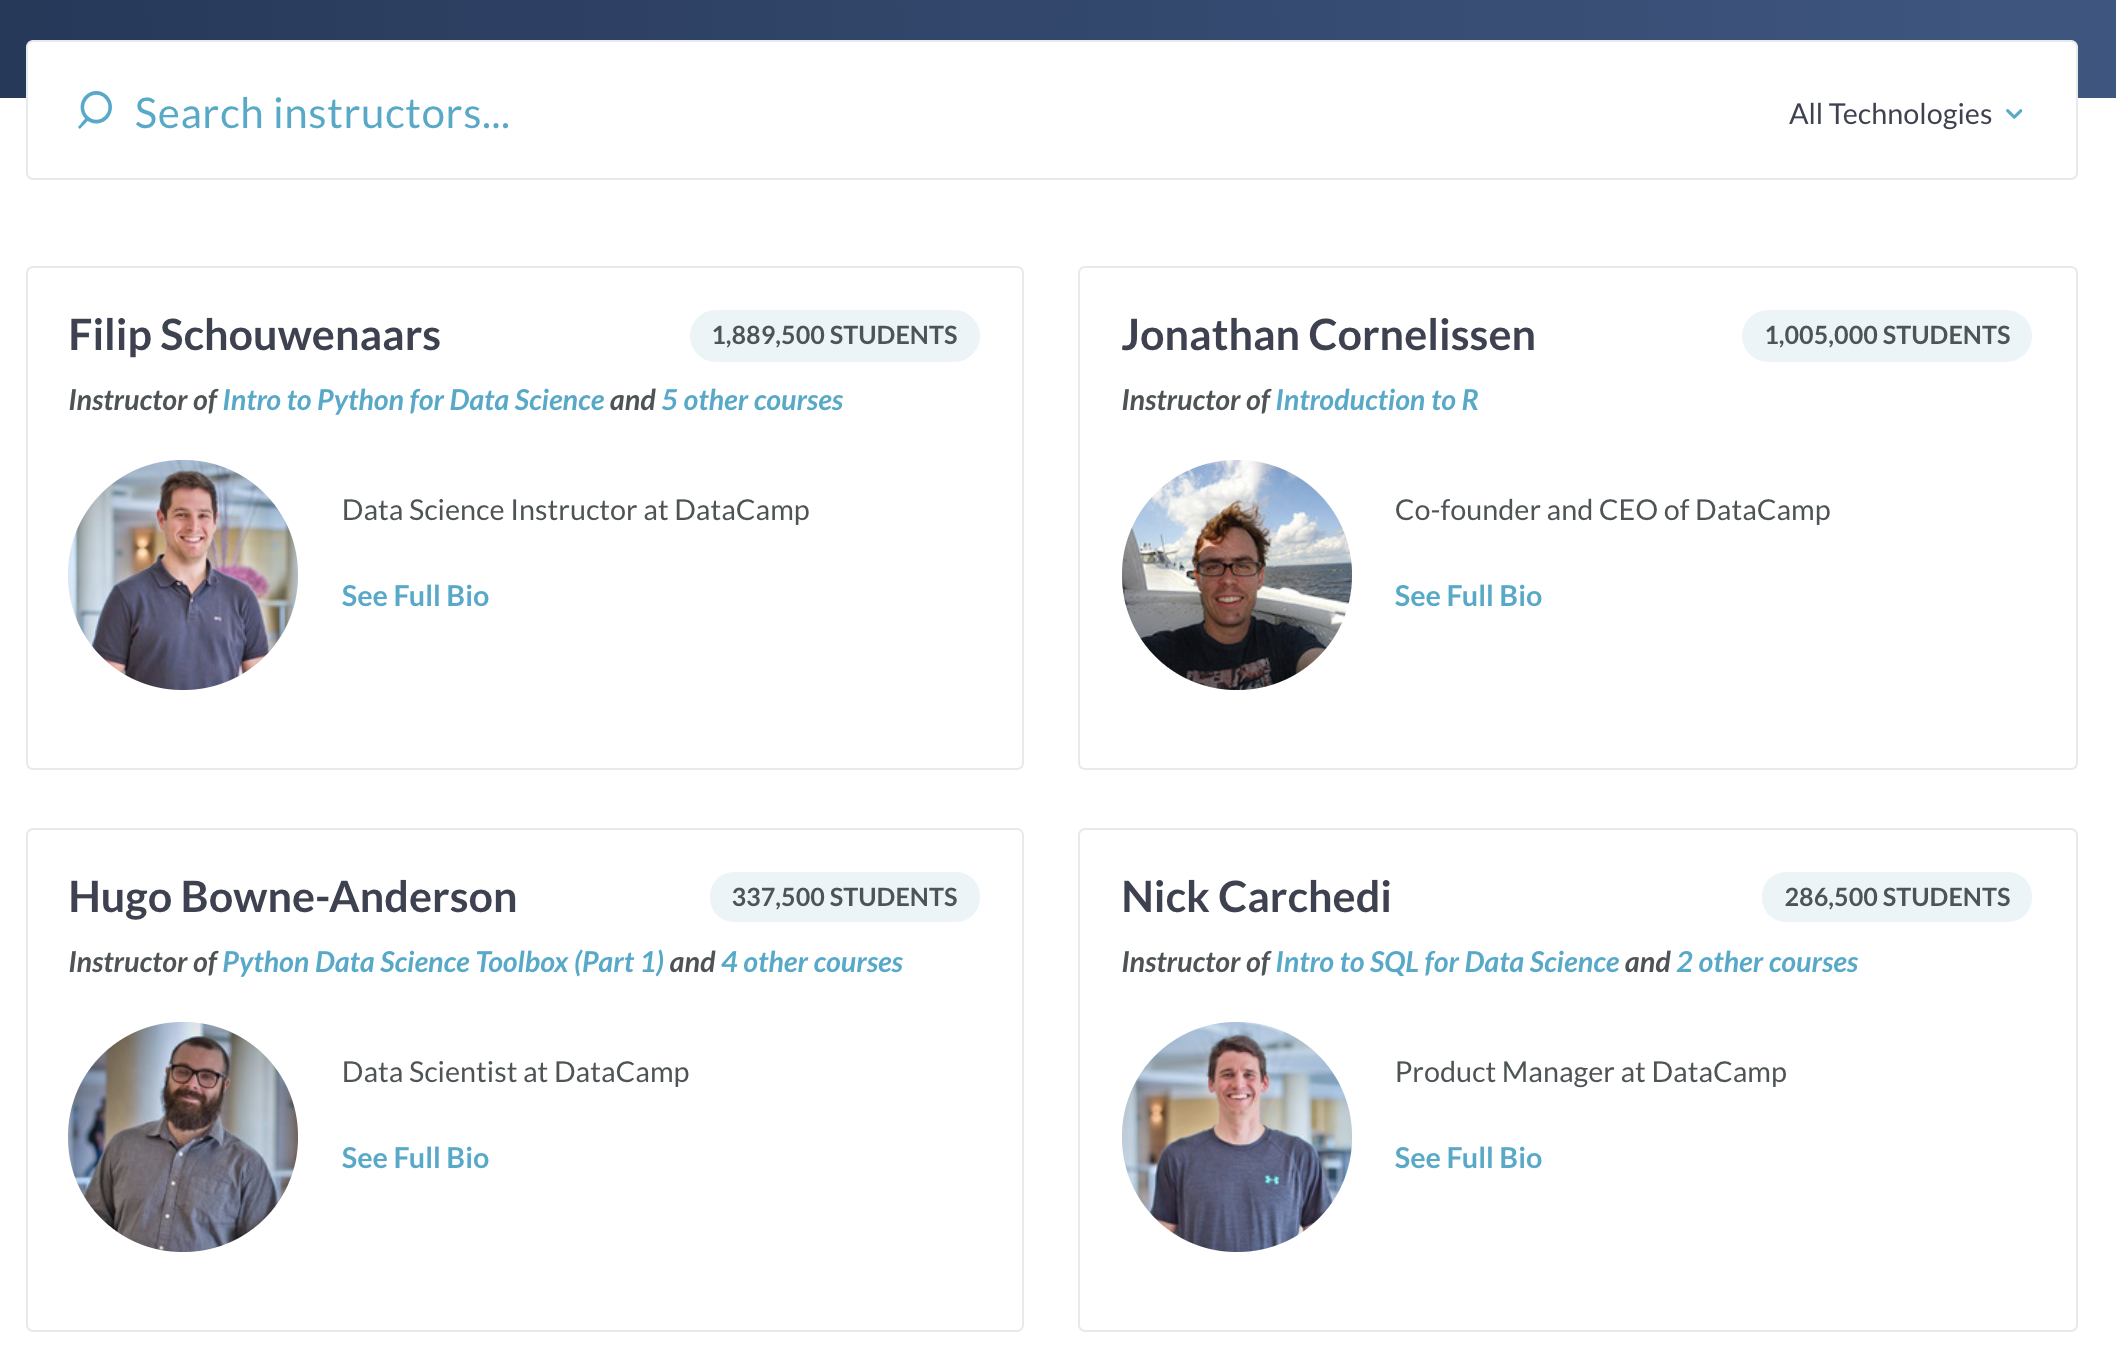 Search instructors...
All Technologies
Filip Schouwenaars
1,889,500 STUDENTS
Instructor of Intro to Python for Data Science and 5 other courses
Data Science Instructor at DataCamp
See Full Bio
Jonathan Cornelissen
1,005,000 STUDENTS
Instructor of Introduction to R
Co-founder and CEO of DataCamp
See Full Bio
Hugo Bowne-Anderson
337,500 STUDENTS
Instructor of Python Data Science Toolbox (Part 1) and 4 other courses
Data Scientist at DataCamp
See Full Bio
Nick Carchedi
286,500 STUDENTS
Instructor of Intro to SQL for Data Science and 2 other courses
Product Manager at DataCamp
See Full Bio